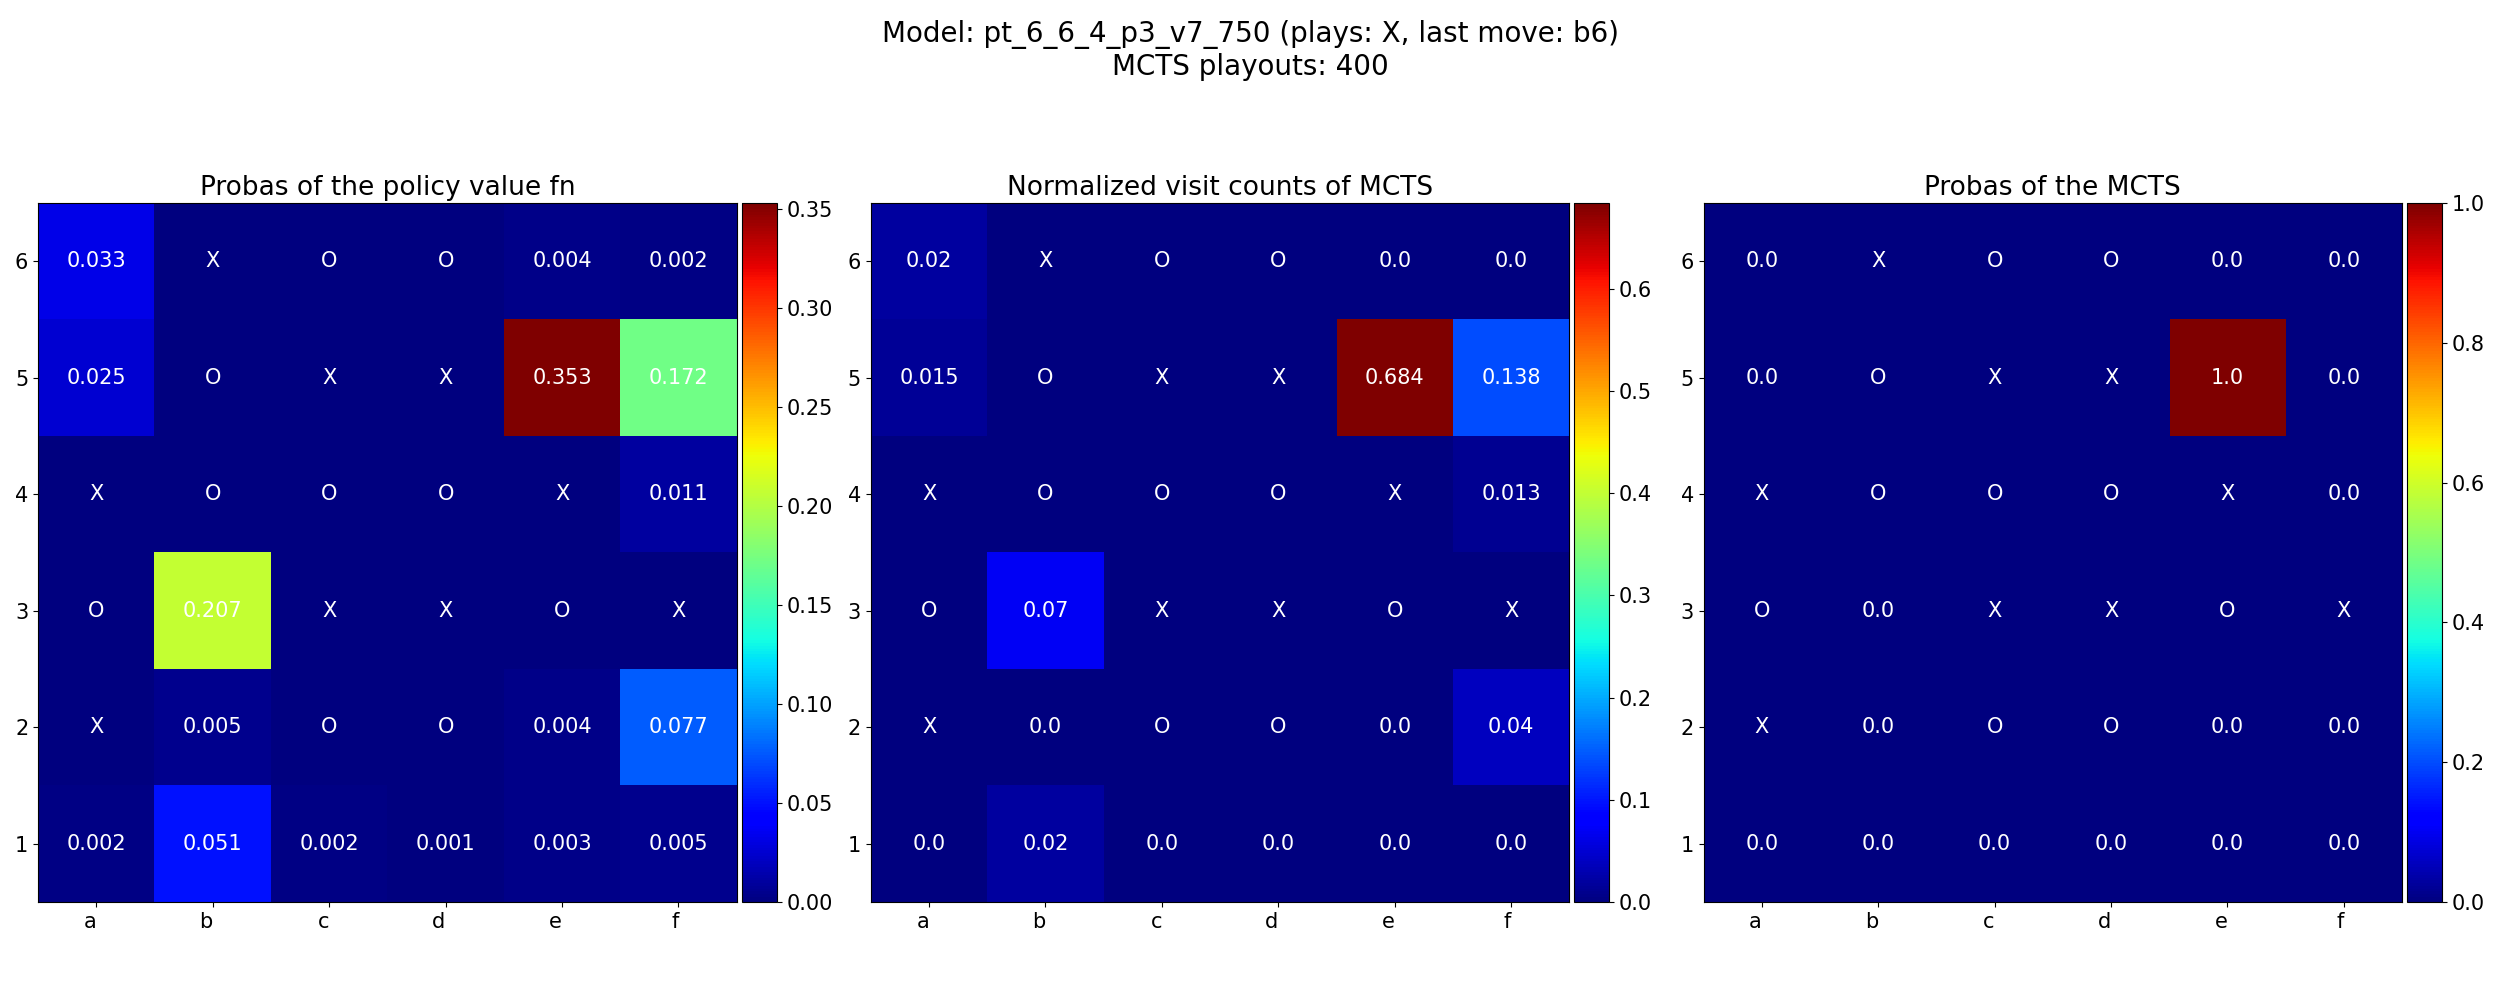 Model: pt_6_6_4_p3_v7_750 (plays: X, last move: b6)
MCTS playouts: 400
Probas of the policy value fn
6 0.033 X O O 0.004 0.002
5 0.025 O X X 0.353 0.172
4 X O O O X 0.011
3 O 0.207 X X O X
2 X 0.005 O O 0.004 0.077
1 0.002 0.051 0.002 0.001 0.003 0.005
a b c d e f
0.35
0.30
0.25
0.20
0.15
0.10
0.05
0.00
Normalized visit counts of MCTS
6 0.02 X O O 0.0 0.0
5 0.015 O X X 0.684 0.138
4 X O O O X 0.013
3 O 0.07 X X O X
2 X 0.0 O O 0.0 0.04
1 0.0 0.02 0.0 0.0 0.0 0.0
a b c d e f
0.6
0.5
0.4
0.3
0.2
0.1
0.0
Probas of the MCTS
6 0.0 X O O 0.0 0.0
5 0.0 O X X 1.0 0.0
4 X O O O X 0.0
3 O 0.0 X X O X
2 X 0.0 O O 0.0 0.0
1 0.0 0.0 0.0 0.0 0.0 0.0
a b c d e f
1.0
0.8
0.6
0.4
0.2
0.0